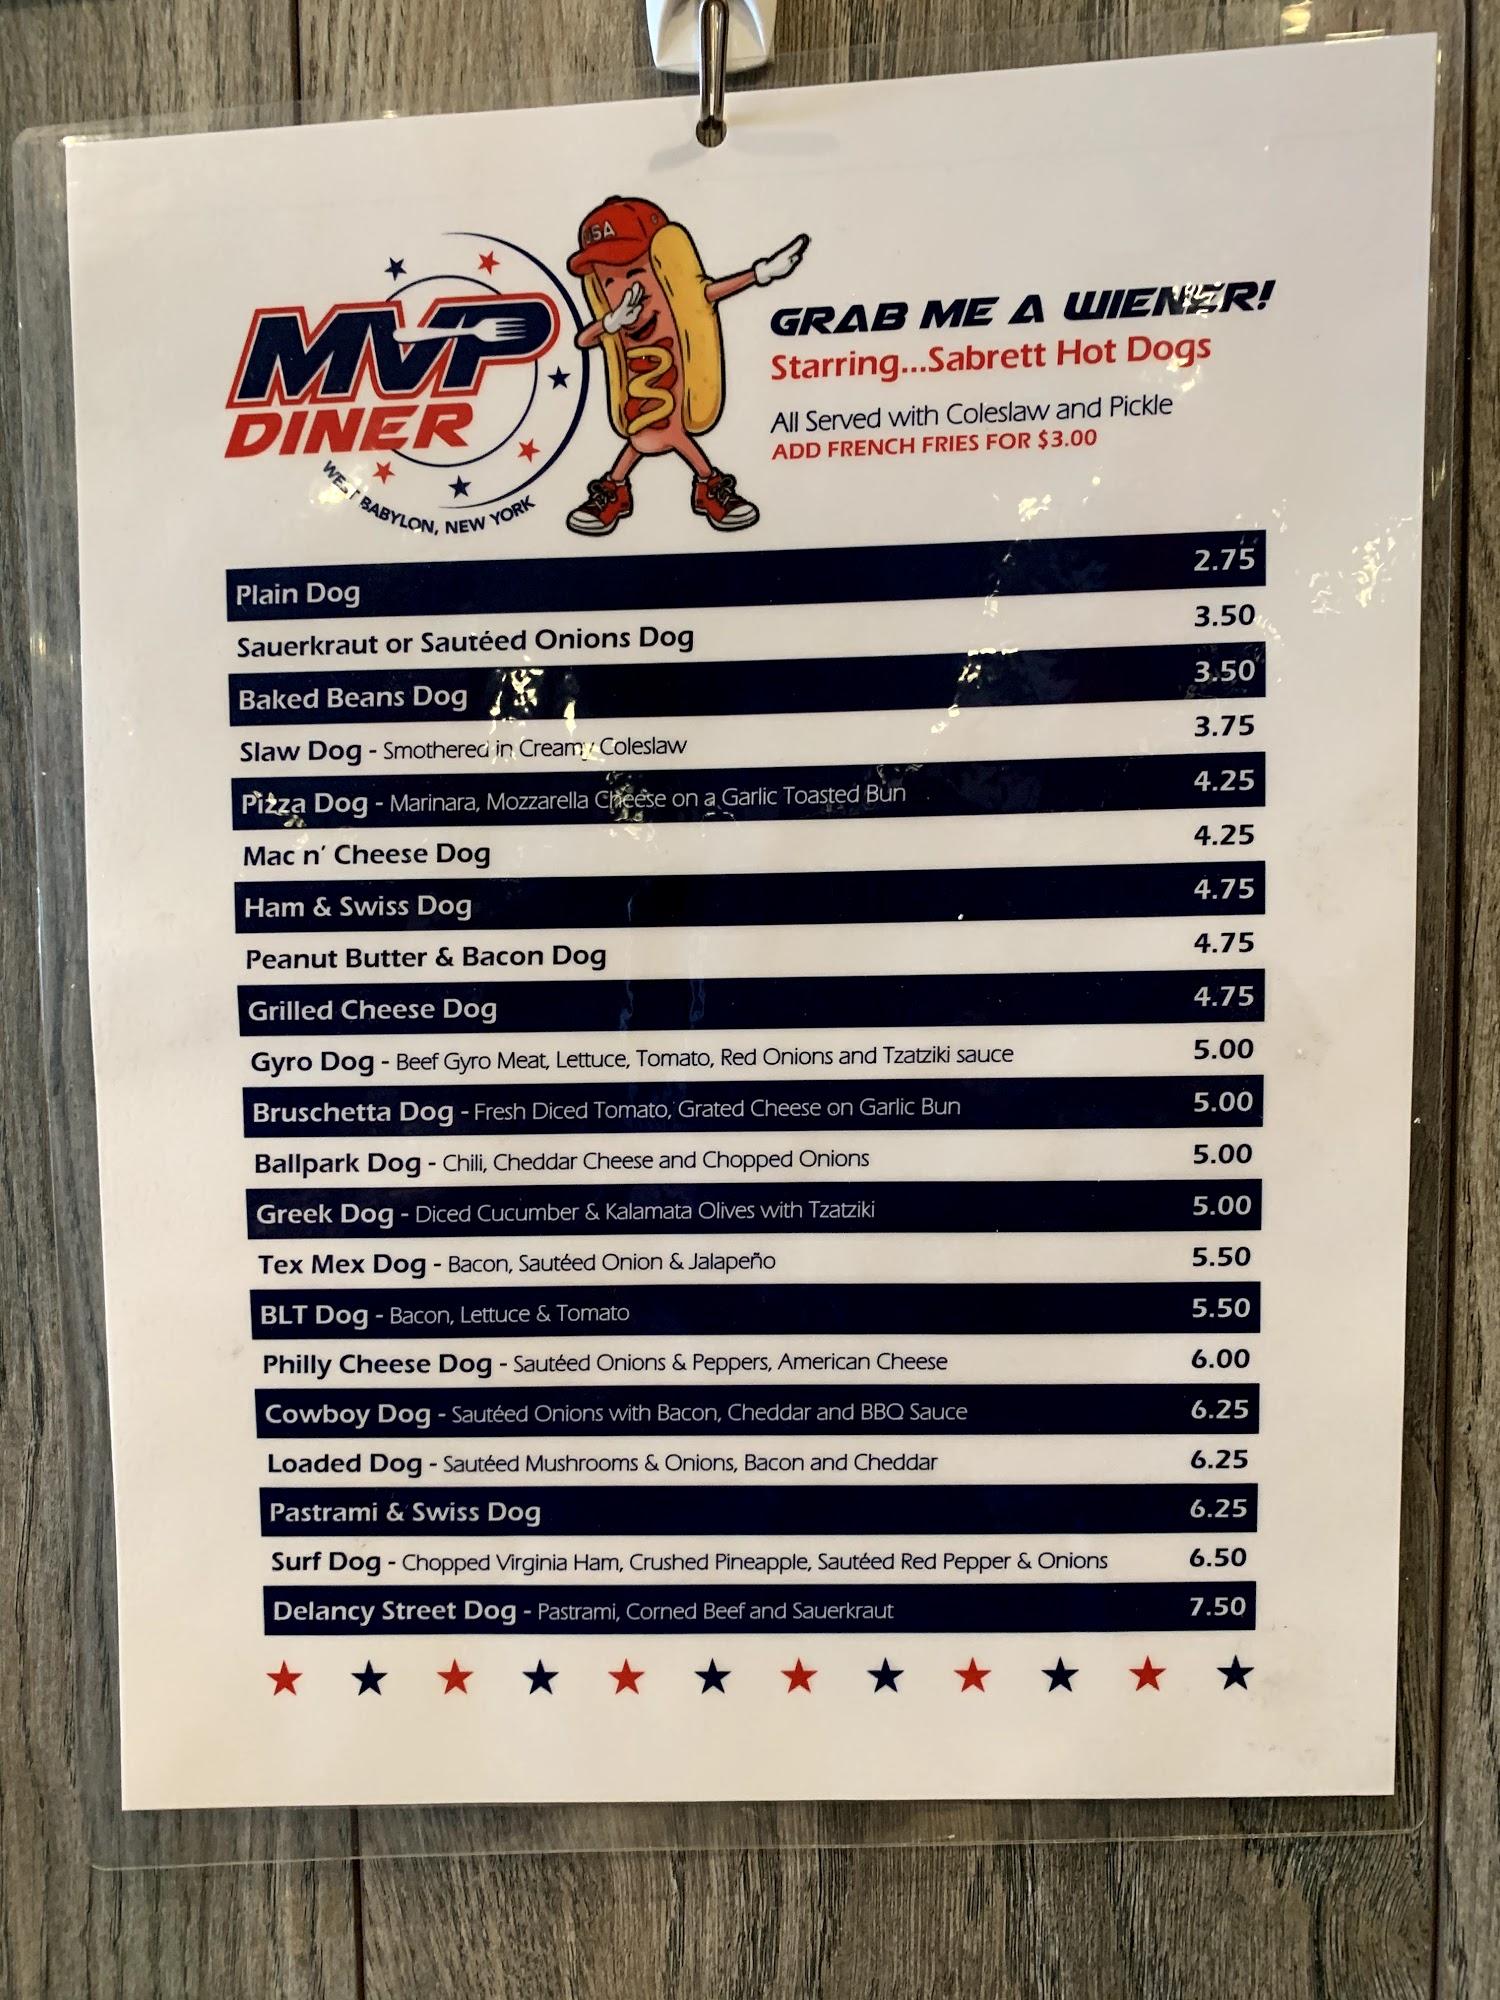 USA
MVP
DINER
WEST BABYLON, NEW YORK
GRAB ME A WIENER!
Starring...Sabrett Hot Dogs
All Served with Coleslaw and Pickle
ADD FRENCH FRIES FOR $3.00
Plain Dog 2.75
Sauerkraut or Sautéed Onions Dog 3.50
Baked Beans Dog 3.50
Slaw Dog - Smothered in Creamy Coleslaw 3.75
Pizza Dog - Marinara, Mozzarella Cheese on a Garlic Toasted Bun 4.25
Mac n' Cheese Dog 4.25
Ham & Swiss Dog 4.75
Peanut Butter & Bacon Dog 4.75
Grilled Cheese Dog 4.75
Gyro Dog - Beef Gyro Meat, Lettuce, Tomato, Red Onions and Tzatziki sauce 5.00
Bruschetta Dog - Fresh Diced Tomato, Grated Cheese on Garlic Bun 5.00
Ballpark Dog - Chili, Cheddar Cheese and Chopped Onions 5.00
Greek Dog - Diced Cucumber & Kalamata Olives with Tzatziki 5.00
Tex Mex Dog - Bacon, Sautéed Onion & Jalapeño 5.50
BLT Dog - Bacon, Lettuce & Tomato 5.50
Philly Cheese Dog - Sautéed Onions & Peppers, American Cheese 6.00
Cowboy Dog - Sautéed Onions with Bacon, Cheddar and BBQ Sauce 6.25
Loaded Dog - Sautéed Mushrooms & Onions, Bacon and Cheddar 6.25
Pastrami & Swiss Dog 6.25
Surf Dog - Chopped Virginia Ham, Crushed Pineapple, Sautéed Red Pepper & Onions 6.50
Delancy Street Dog - Pastrami, Corned Beef and Sauerkraut 7.50